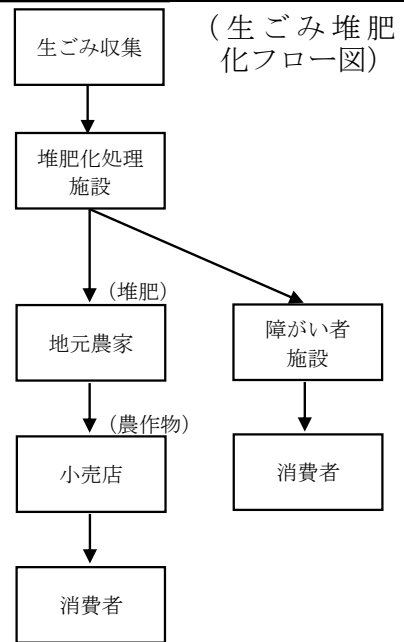 (生ごみ堆肥
化フロー図)
生ごみ収集
堆肥化処理
施設
(堆肥)
地元農家
障がい者
施設
(農作物)
小売店
消費者
消費者